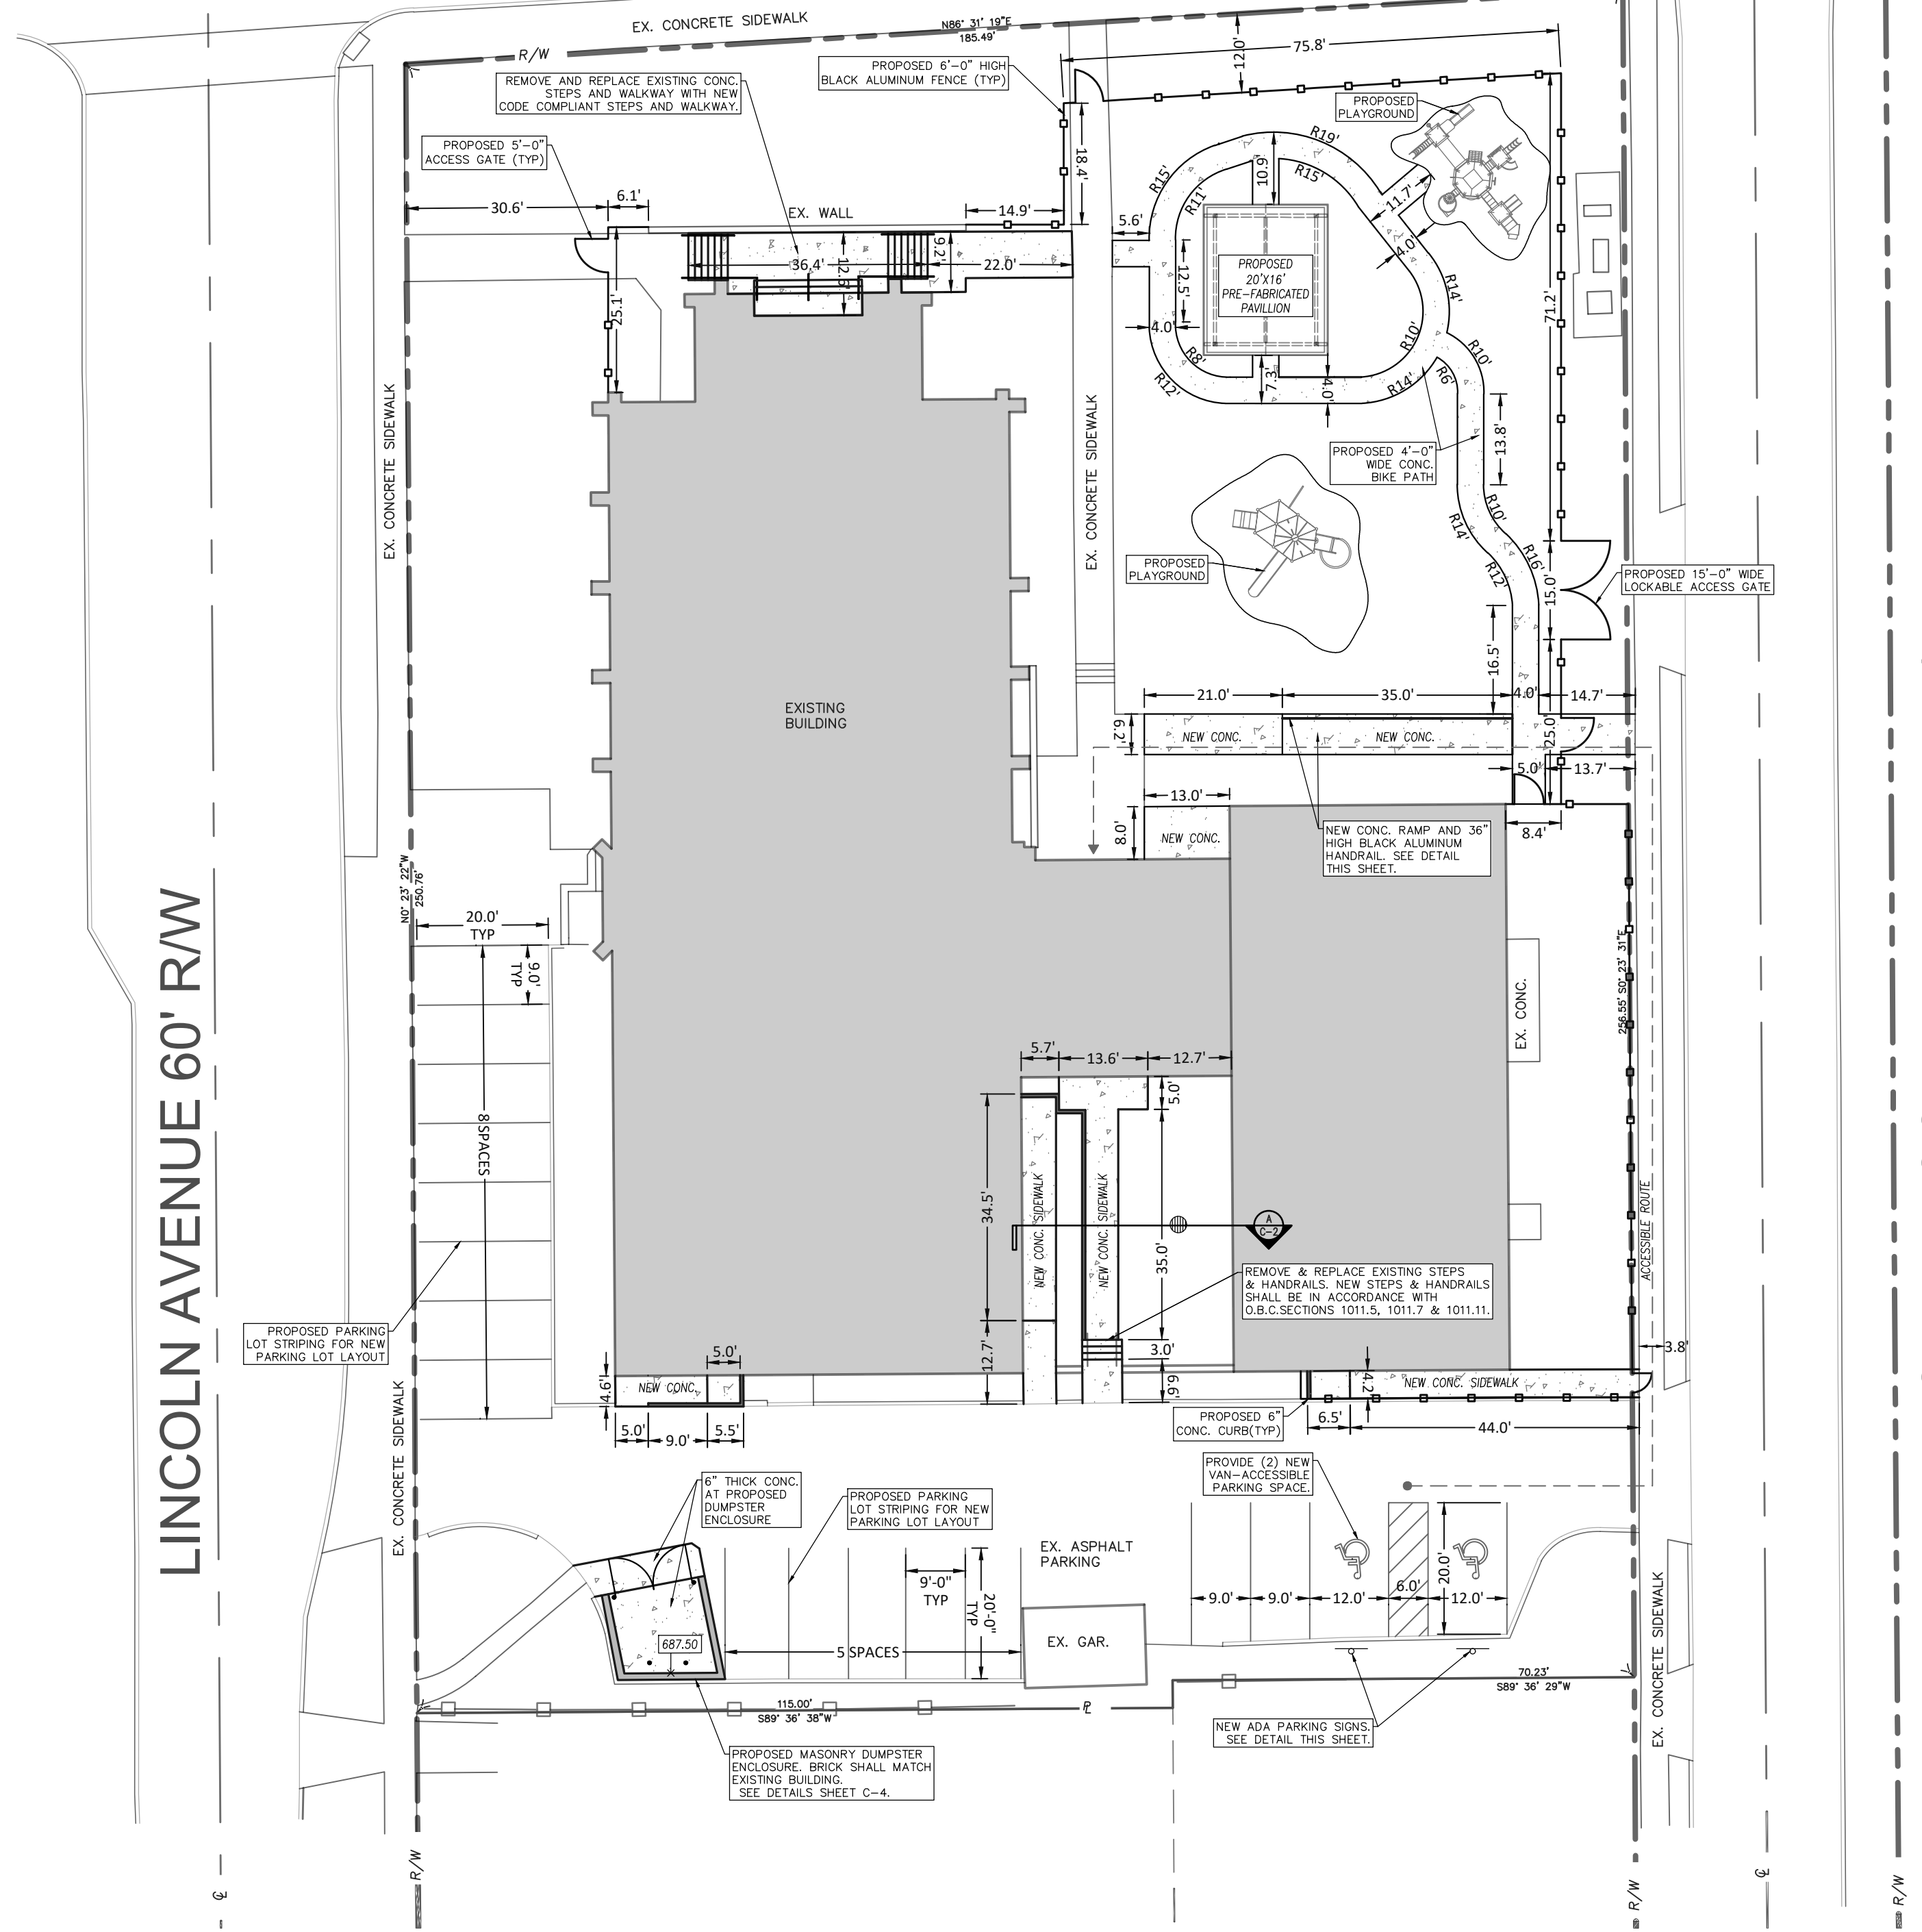 EX. CONCRETE SIDEWALK
N86° 31' 19"E
185.49'
R/W
12.0'
75.8'
PROPOSED 6'-0" HIGH
BLACK ALUMINUM FENCE (TYP)
REMOVE AND REPLACE EXISTING CONC.
STEPS AND WALKWAY WITH NEW
CODE COMPLIANT STEPS AND WALKWAY.
PROPOSED
PLAYGROUND
PROPOSED 5'-0"
ACCESS GATE (TYP)
18.4'
R19'
R15'
10.9'
R15'
R11'
11.7'
4.0'
30.6'
6.1'
EX. WALL
14.9'
5.6'
36.4'
12.5'
9.2'
22.0'
12.5'
PROPOSED
20'X16'
PRE-FABRICATED
PAVILLION
R14'
71.2'
25.1'
4.0'
R8'
R12'
7.3'
4.0'
R10'
R14'
R6'
R10'
EX. CONCRETE SIDEWALK
EX. CONCRETE SIDEWALK
13.8'
PROPOSED 4'-0"
WIDE CONC.
BIKE PATH
R10'
R14'
R16'
R12'
PROPOSED
PLAYGROUND
15.0'
PROPOSED 15'-0" WIDE
LOCKABLE ACCESS GATE
16.5'
EXISTING
BUILDING
21.0'
35.0'
4.0'
14.7'
6.2'
NEW CONC.
NEW CONC.
25.0'
5.0'
13.7'
13.0'
8.0'
NEW CONC.
8.4'
NEW CONC. RAMP AND 36"
HIGH BLACK ALUMINUM
HANDRAIL. SEE DETAIL
THIS SHEET.
N0° 23' 22"W
250.76'
LINCOLN AVENUE 60' R/W
20.0'
TYP
9.0'
TYP
8 SPACES
EX. CONC.
256.55' S0° 23' 31"E
5.7'
13.6'
12.7'
5.0'
34.5'
NEW CONC. SIDEWALK
NEW CONC. SIDEWALK
35.0'
A
C-2
ACCESSIBLE ROUTE
REMOVE & REPLACE EXISTING STEPS
& HANDRAILS. NEW STEPS & HANDRAILS
SHALL BE IN ACCORDANCE WITH
O.B.C.SECTIONS 1011.5, 1011.7 & 1011.11.
PROPOSED PARKING
LOT STRIPING FOR NEW
PARKING LOT LAYOUT
12.7'
3.0'
6.6'
3.8'
5.0'
4.6'
NEW CONC.
4.2'
NEW CONC. SIDEWALK
5.0'
9.0'
5.5'
PROPOSED 6"
CONC. CURB(TYP)
6.5'
44.0'
EX. CONCRETE SIDEWALK
6" THICK CONC.
AT PROPOSED
DUMPSTER
ENCLOSURE
PROPOSED PARKING
LOT STRIPING FOR NEW
PARKING LOT LAYOUT
PROVIDE (2) NEW
VAN-ACCESSIBLE
PARKING SPACE.
EX. ASPHALT
PARKING
9'-0"
TYP
20'-0"
TYP
9.0'
9.0'
12.0'
6.0'
20.0'
12.0'
687.50
5 SPACES
EX. GAR.
EX. CONCRETE SIDEWALK
115.00'
S89° 36' 38"W
PL
70.23'
S89° 36' 29"W
NEW ADA PARKING SIGNS.
SEE DETAIL THIS SHEET.
PROPOSED MASONRY DUMPSTER
ENCLOSURE. BRICK SHALL MATCH
EXISTING BUILDING.
SEE DETAILS SHEET C-4.
CL
R/W
R/W
CL
R/W